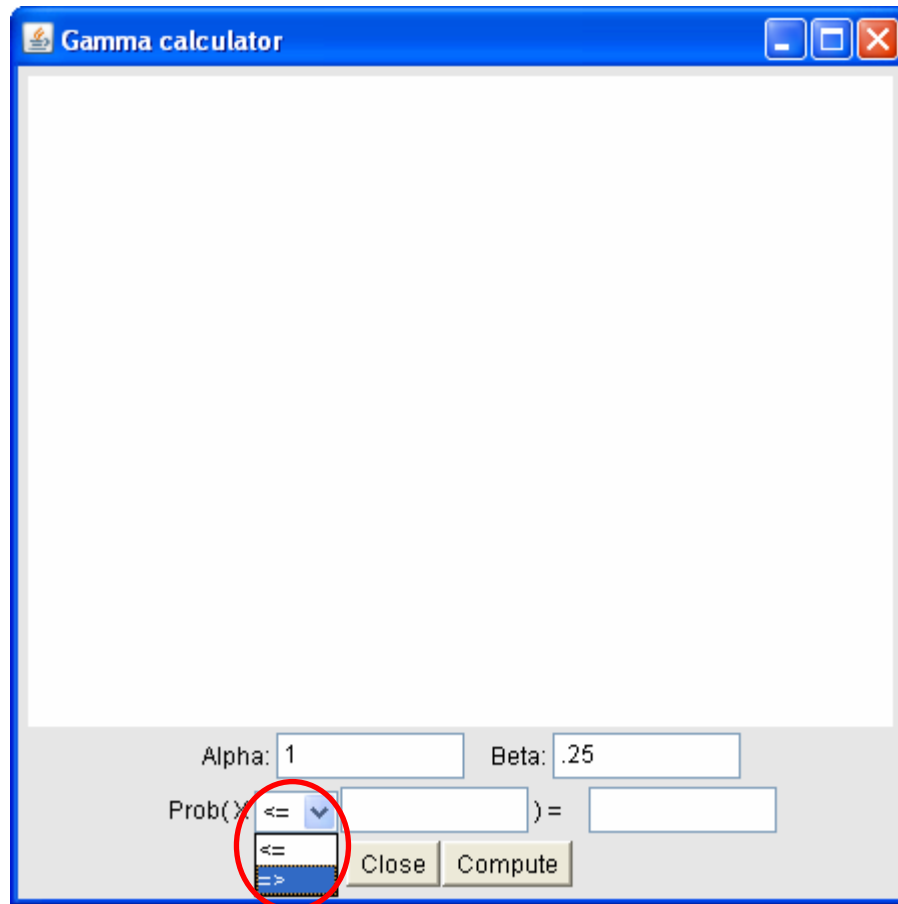 Gamma calculator
Alpha: 1 Beta: .25
Prob( X <= ) =
<=
=> Close Compute